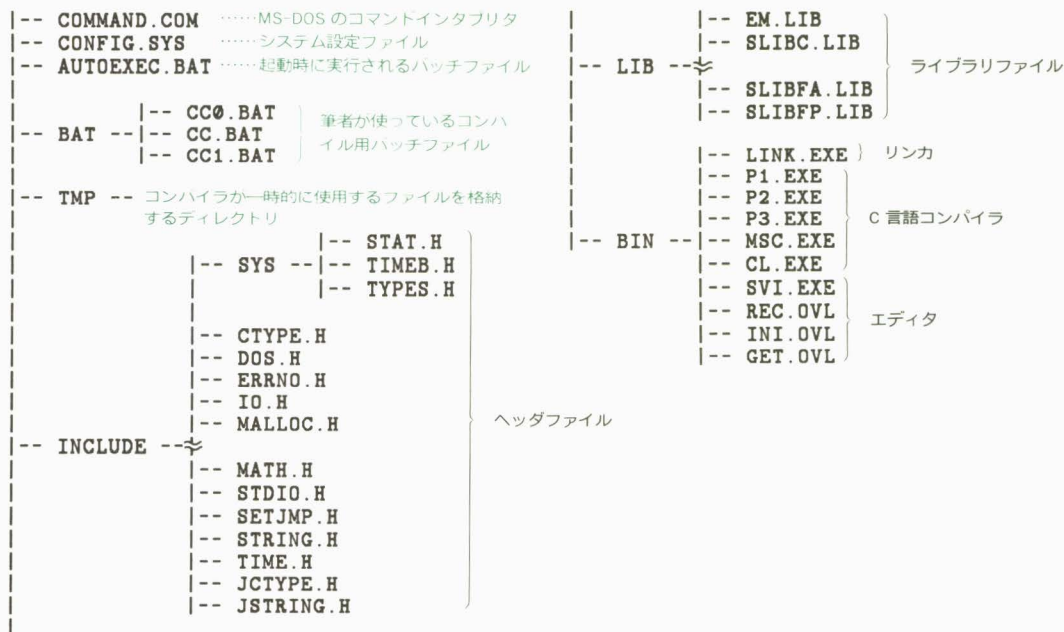 |-- COMMAND.COM ……MS-DOS のコマンドインタプリタ
|-- CONFIG.SYS ……システム設定ファイル
|-- AUTOEXEC.BAT ……起動時に実行されるバッチファイル
|-- BAT --|-- CC0.BAT
|-- CC.BAT
|-- CC1.BAT
筆者が使っているコンパ
イル用バッチファイル
|-- TMP -- コンパイラが一時的に使用するファイルを格納
するディレクトリ
|-- INCLUDE --
|-- SYS --|-- STAT.H
|-- TIMEB.H
|-- TYPES.H
|-- CTYPE.H
|-- DOS.H
|-- ERRNO.H
|-- IO.H
|-- MALLOC.H
|-- MATH.H
|-- STDIO.H
|-- SETJMP.H
|-- STRING.H
|-- TIME.H
|-- JCTYPE.H
|-- JSTRING.H
ヘッダファイル
|-- LIB --
|-- EM.LIB
|-- SLIBC.LIB
|-- SLIBFA.LIB
|-- SLIBFP.LIB
ライブラリファイル
|-- BIN --
|-- LINK.EXE } リンカ
|-- P1.EXE
|-- P2.EXE
|-- P3.EXE
|-- MSC.EXE
|-- CL.EXE
C 言語コンパイラ
|-- SVI.EXE
|-- REC.OVL
|-- INI.OVL
|-- GET.OVL
エディタ